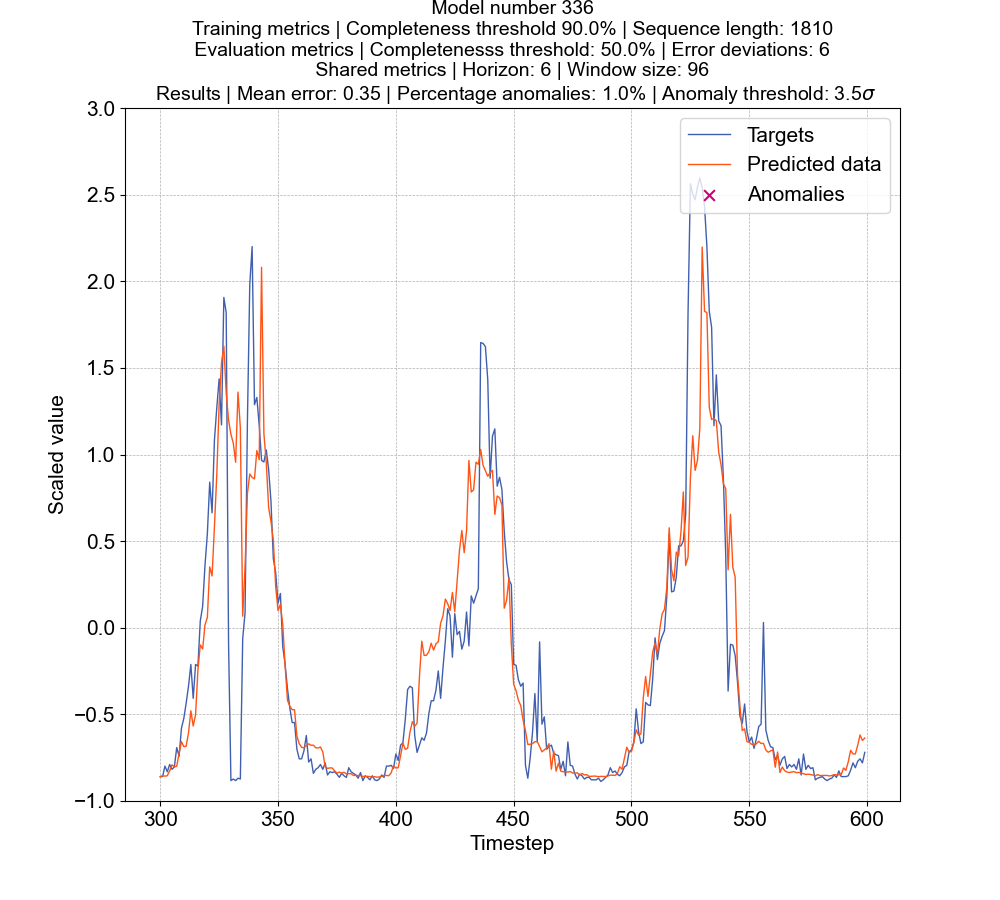 Model number 336
Training metrics | Completeness threshold 90.0% | Sequence length: 1810
Evaluation metrics | Completenesss threshold: 50.0% | Error deviations: 6
Shared metrics | Horizon: 6 | Window size: 96
Results | Mean error: 0.35 | Percentage anomalies: 1.0% | Anomaly threshold: 3.5σ
3.0
2.5
2.0
1.5
1.0
0.5
0.0
−0.5
−1.0
Scaled value
Targets
Predicted data
Anomalies
300 350 400 450 500 550 600
Timestep